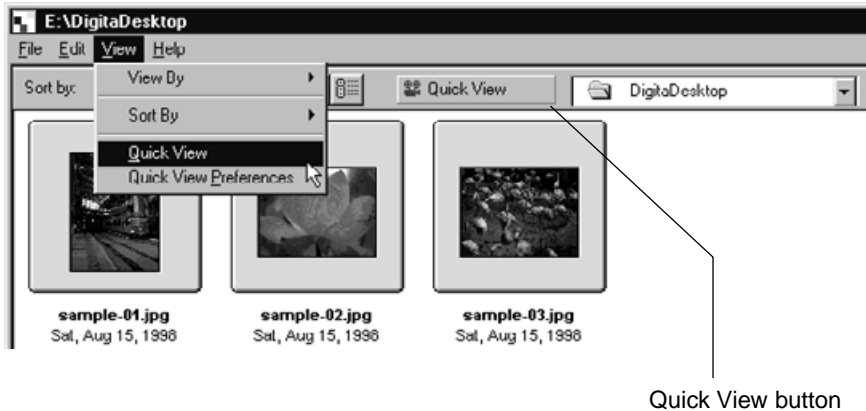 E:\DigitaDesktop
File Edit View Help
Sort by: Quick View DigitaDesktop
View By
Sort By
Quick View
Quick View Preferences
sample-01.jpg sample-02.jpg sample-03.jpg
Sat, Aug 15, 1998 Sat, Aug 15, 1998 Sat, Aug 15, 1998
Quick View button